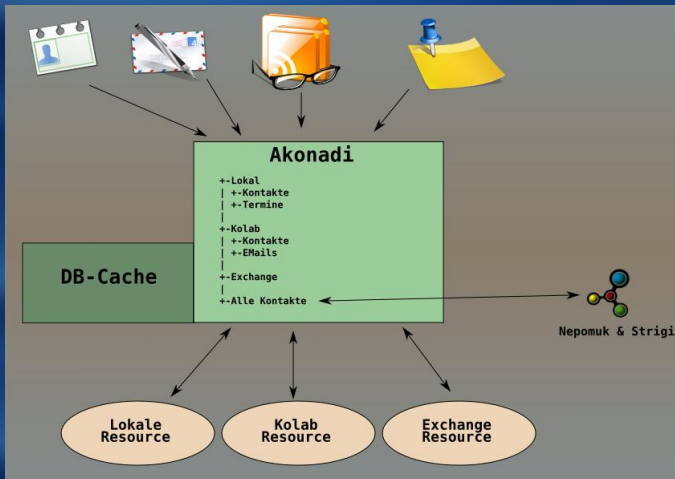 Akonadi
+-Lokal
| +-Kontakte
| +-Termine
|
+-Kolab
| +-Kontakte
| +-EMails
|
+-Exchange
|
+-Alle Kontakte
DB-Cache
Nepomuk & Strigi
Lokale
Resource
Kolab
Resource
Exchange
Resource